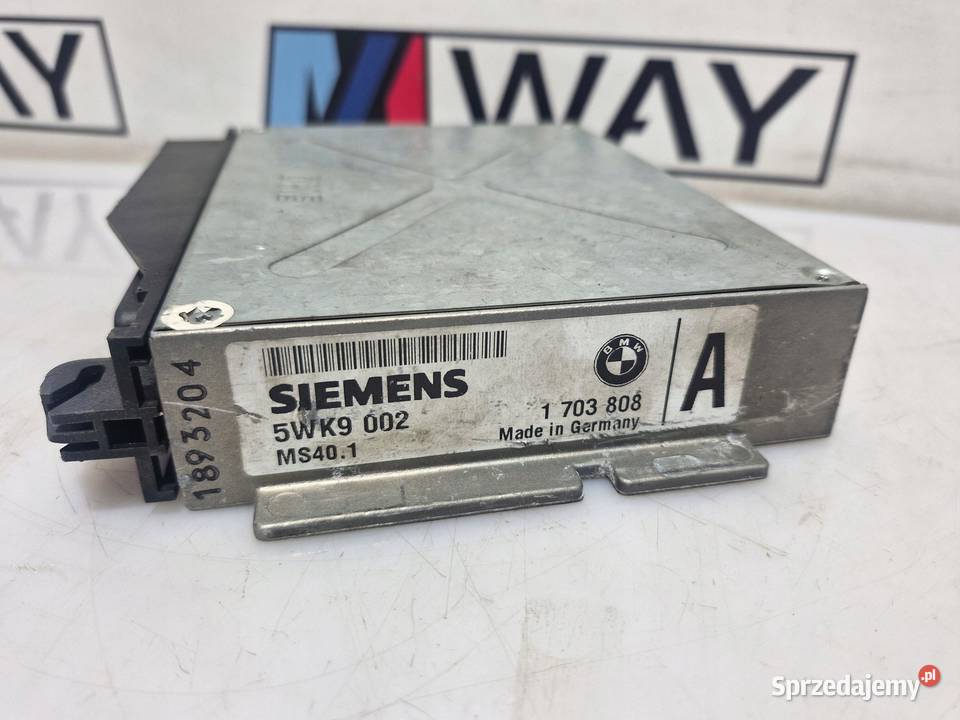 WAY
SIEMENS
5WK9 002
MS40.1
BMW
1 703 808
Made in Germany
A
1893204
Sprzedajemy.pl